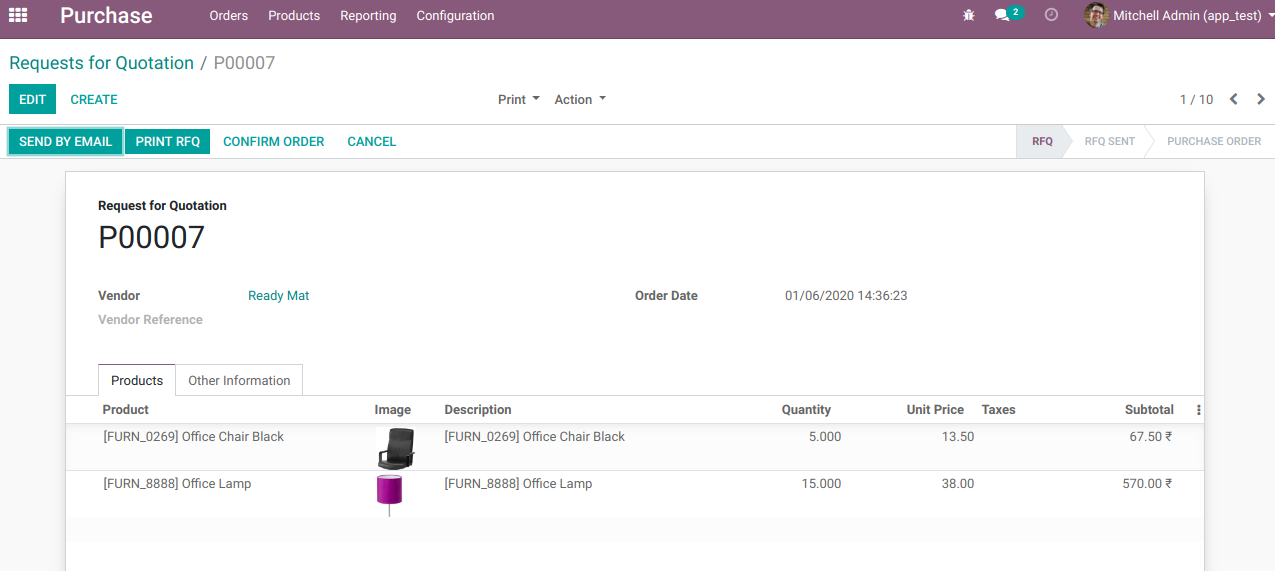 Purchase Orders Products Reporting Configuration 2 Mitchell Admin (app_test)
Requests for Quotation / P00007
EDIT CREATE Print Action 1 / 10
SEND BY EMAIL PRINT RFQ CONFIRM ORDER CANCEL RFQ RFQ SENT PURCHASE ORDER
Request for Quotation
P00007
Vendor Ready Mat Order Date 01/06/2020 14:36:23
Vendor Reference
Products Other Information
Product Image Description Quantity Unit Price Taxes Subtotal
[FURN_0269] Office Chair Black [FURN_0269] Office Chair Black 5.000 13.50 67.50 ₹
[FURN_8888] Office Lamp [FURN_8888] Office Lamp 15.000 38.00 570.00 ₹